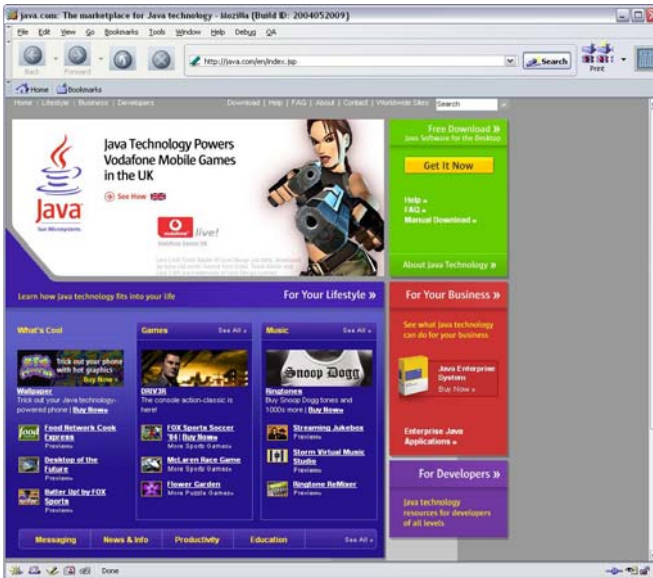 java.com: The marketplace for Java technology - Mozilla {Build ID: 2004052009}
File Edit View Go Bookmarks Tools Window Help Debug QA
Back Forward http://java.com/en/index.jsp Search Print
Home Bookmarks
Home | Lifestyle | Business | Developers Download | Help | FAQ | About | Contact | Worldwide Sites Search
Java Technology Powers
Vodafone Mobile Games
in the UK
See How
Java
Sun Microsystems
vodafone live!
Free Download »
Java Software for the Desktop
Get It Now
Help »
FAQ »
Manual Download »
About Java Technology »
Learn how Java technology fits into your life For Your Lifestyle »
What's Cool
Trick out your phone
with hot graphics
Buy Now »
Wallpaper
Trick out your Java technology-
powered phone | Buy Now»
Food Network Cook
Express
Preview»
Desktop of the
Future
Preview»
Batter Up! by FOX
Sports
Preview»
Games See All »
DRIV3R
The console action-classic is
here!
FOX Sports Soccer
'04 | Buy Now»
More Sports Games»
McLaren Race Game
More Sports Games»
Flower Garden
More Puzzle Games»
Music See All »
Snoop Dogg
Ringtones
Buy Snoop Dogg tones and
1000s more | Buy Now»
Streaming Jukebox
Preview»
Storm Virtual Music
Studio
Preview»
Ringtone ReMixer
Preview»
Messaging News & Info Productivity Education See All »
For Your Business »
See what Java technology
can do for your business
Java Enterprise
System
Buy Now »
Enterprise Java
Applications »
For Developers »
Java technology
resources for developers
of all levels
Done